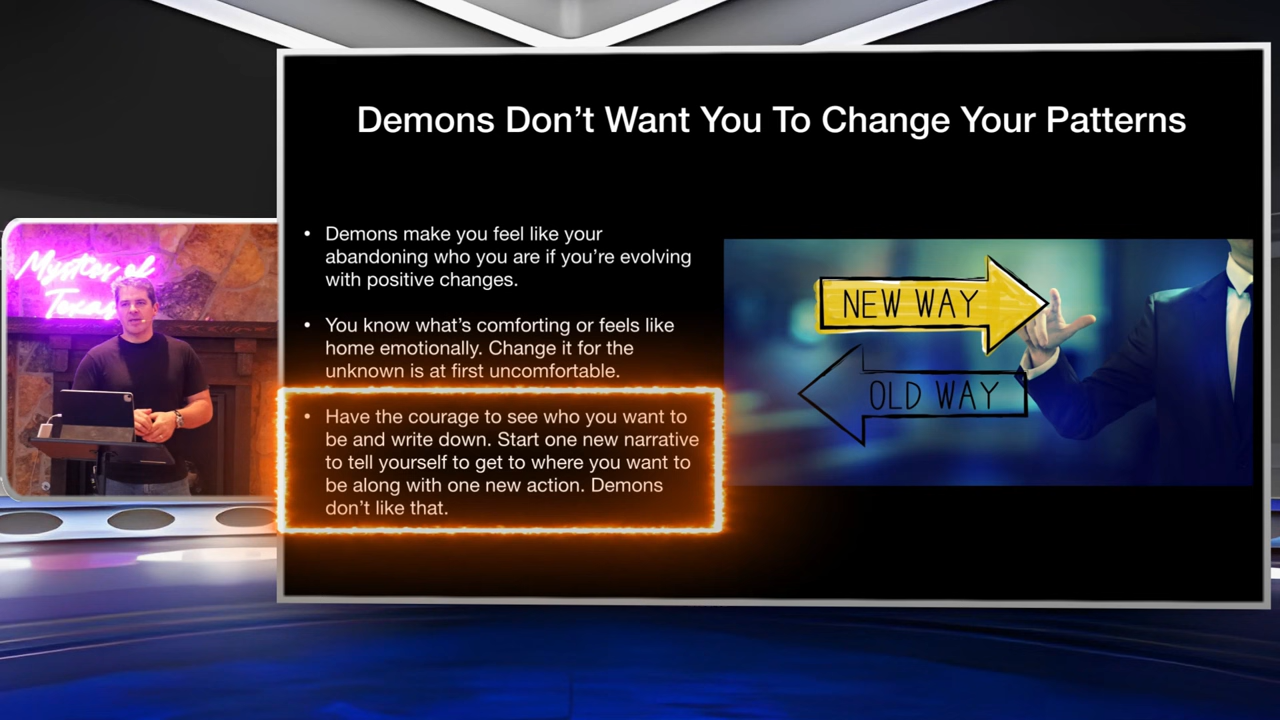 Demons Don’t Want You To Change Your Patterns
Mystics of
Texas
• Demons make you feel like your
abandoning who you are if you’re evolving
with positive changes.
• You know what’s comforting or feels like
home emotionally. Change it for the
unknown is at first uncomfortable.
• Have the courage to see who you want to
be and write down. Start one new narrative
to tell yourself to get to where you want to
be along with one new action. Demons
don’t like that.
NEW WAY
OLD WAY